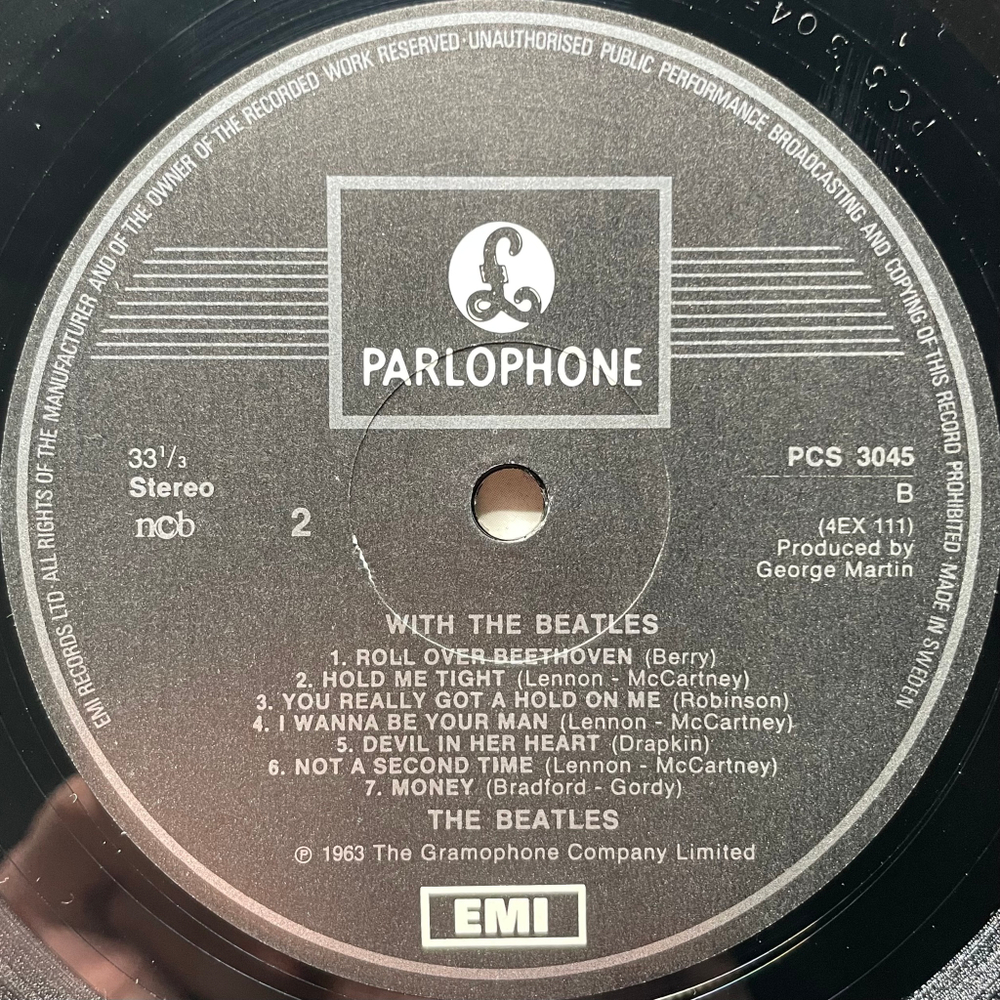 EMI RECORDS LTD · ALL RIGHTS OF THE MANUFACTURER AND OF THE OWNER OF THE RECORDED WORK RESERVED · UNAUTHORISED PUBLIC PERFORMANCE BROADCASTING AND COPYING OF THIS RECORD PROHIBITED · MADE IN SWEDEN
£
PARLOPHONE
33 1/3
Stereo
ncb
2
PCS 3045
B
(4EX 111)
Produced by
George Martin
WITH THE BEATLES
1. ROLL OVER BEETHOVEN (Berry)
2. HOLD ME TIGHT (Lennon - McCartney)
3. YOU REALLY GOT A HOLD ON ME (Robinson)
4. I WANNA BE YOUR MAN (Lennon - McCartney)
5. DEVIL IN HER HEART (Drapkin)
6. NOT A SECOND TIME (Lennon - McCartney)
7. MONEY (Bradford - Gordy)
THE BEATLES
℗ 1963 The Gramophone Company Limited
EMI